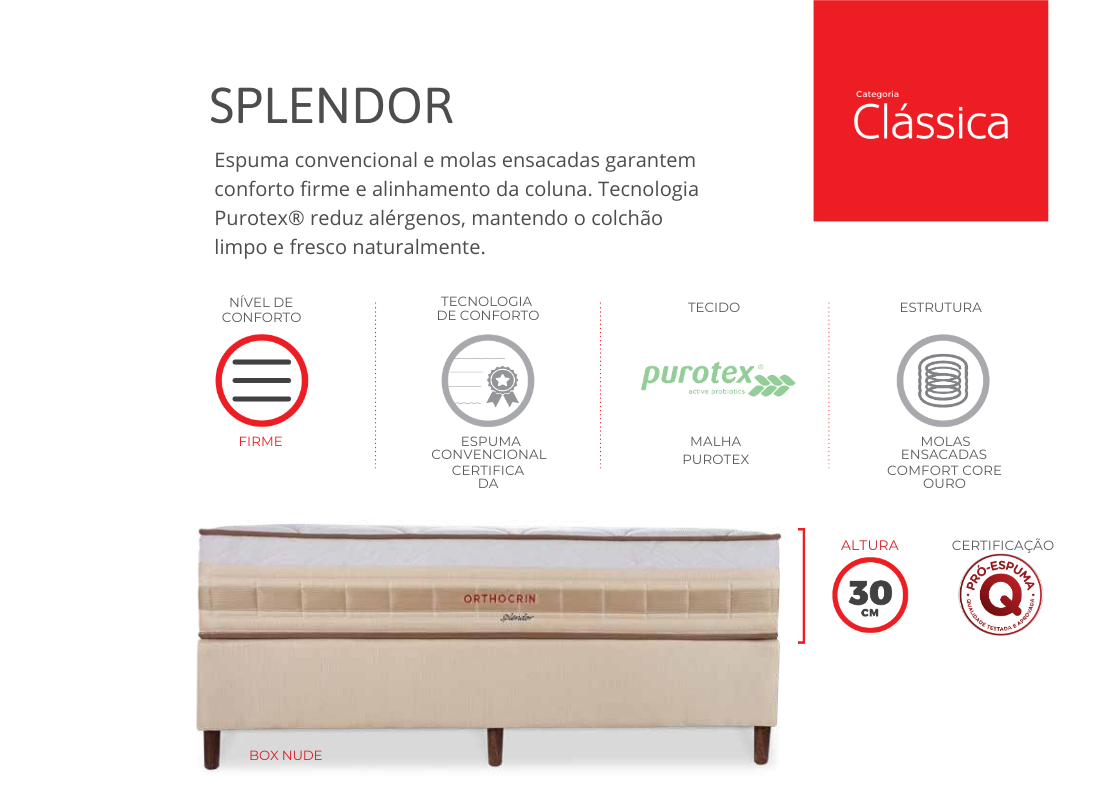 Categoria
Clássica
SPLENDOR
Espuma convencional e molas ensacadas garantem
conforto firme e alinhamento da coluna. Tecnologia
Purotex® reduz alérgenos, mantendo o colchão
limpo e fresco naturalmente.
NÍVEL DE
CONFORTO
FIRME
TECNOLOGIA
DE CONFORTO
ESPUMA
CONVENCIONAL
CERTIFICA
DA
TECIDO
purotex®
active probiotics
MALHA
PUROTEX
ESTRUTURA
MOLAS
ENSACADAS
COMFORT CORE
OURO
ORTHOCRIN
Splendor
BOX NUDE
ALTURA
30
CM
CERTIFICAÇÃO
PRÓ-ESPUMA
Q
QUALIDADE TESTADA E APROVADA